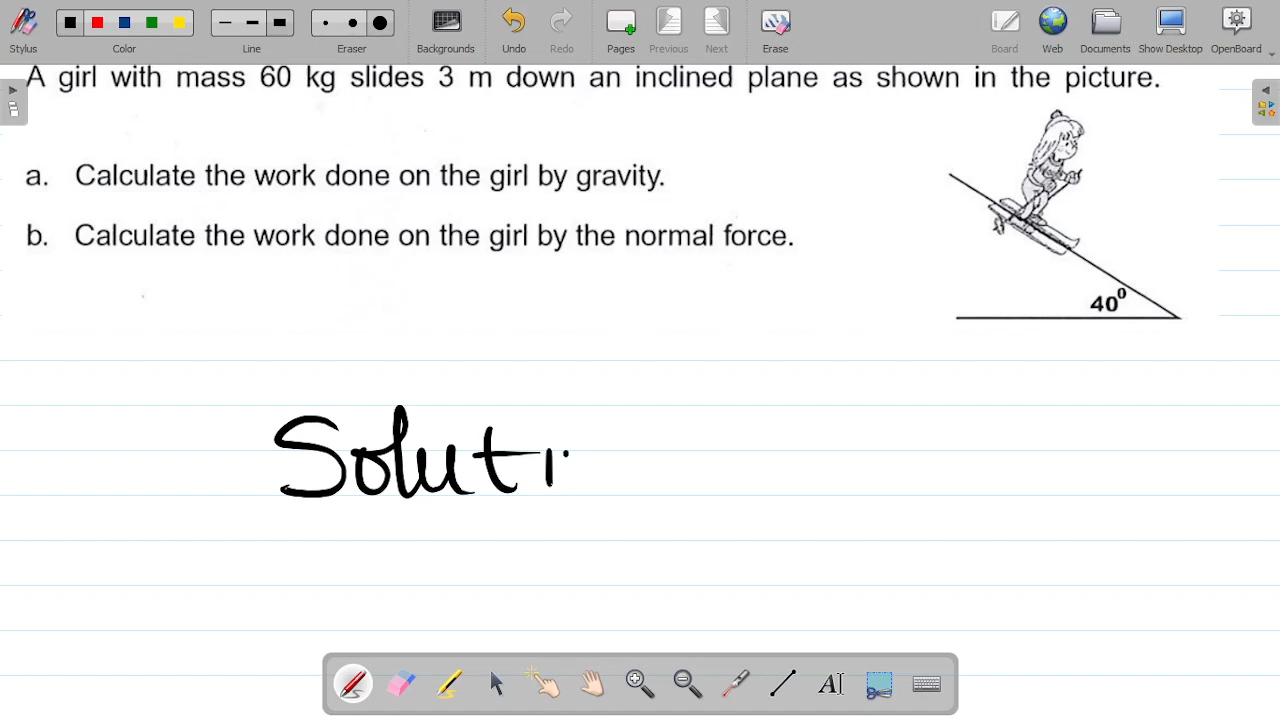 Stylus Color Line Eraser Backgrounds Undo Redo Pages Previous Next Erase Board Web Documents Show Desktop OpenBoard
A girl with mass 60 kg slides 3 m down an inclined plane as shown in the picture.
a. Calculate the work done on the girl by gravity.
b. Calculate the work done on the girl by the normal force.
40⁰
Soluti
AI